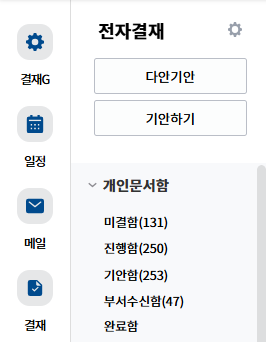 결재G
일정
메일
결재
전자결재
다안기안
기안하기
개인문서함
미결함(131)
진행함(250)
기안함(253)
부서수신함(47)
완료함